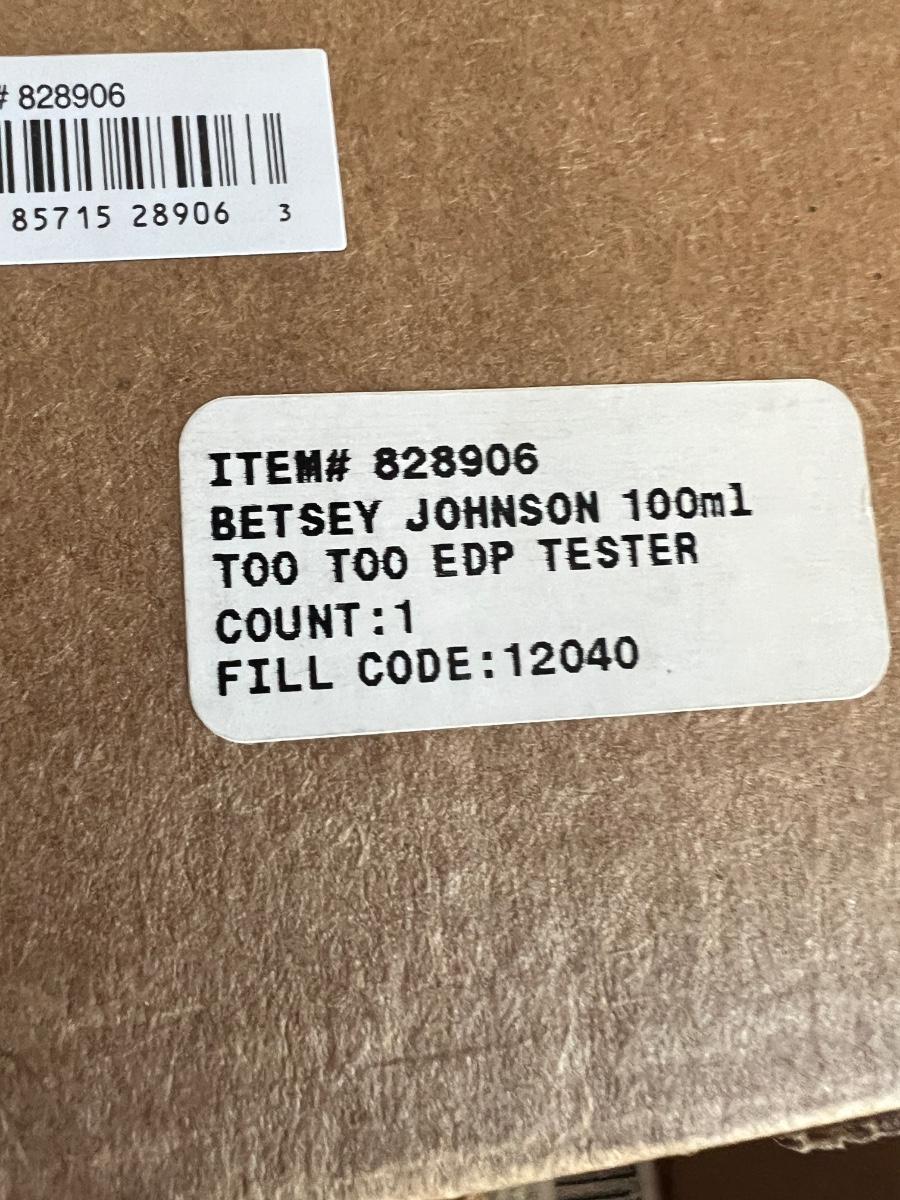 # 828906
85715 28906 3
ITEM# 828906
BETSEY JOHNSON 100ml
TOO TOO EDP TESTER
COUNT:1
FILL CODE:12040